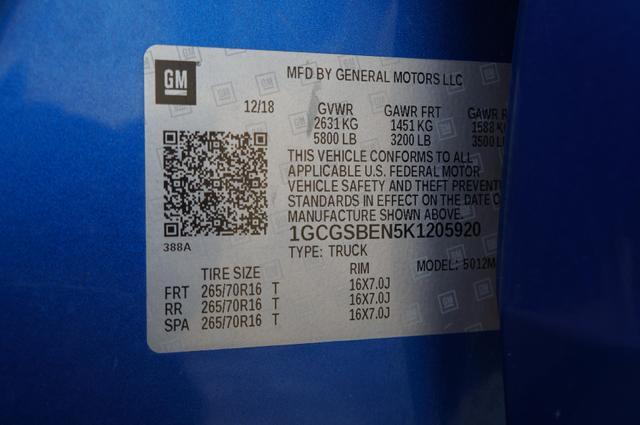 GM
MFD BY GENERAL MOTORS LLC
12/18
GVWR GAWR FRT GAWR
2631 KG 1451 KG 1588
5800 LB 3200 LB 3500
THIS VEHICLE CONFORMS TO ALL
APPLICABLE U.S. FEDERAL MOTOR
VEHICLE SAFETY AND THEFT
STANDARDS IN EFFECT ON THE DATE
MANUFACTURE SHOWN ABOVE.
1GCGSBEN5K1205920
388A
TYPE: TRUCK
TIRE SIZE RIM MODEL:
FRT 265/70R16 T 16X7.0J
RR 265/70R16 T 16X7.0J
SPA 265/70R16 T 16X7.0J